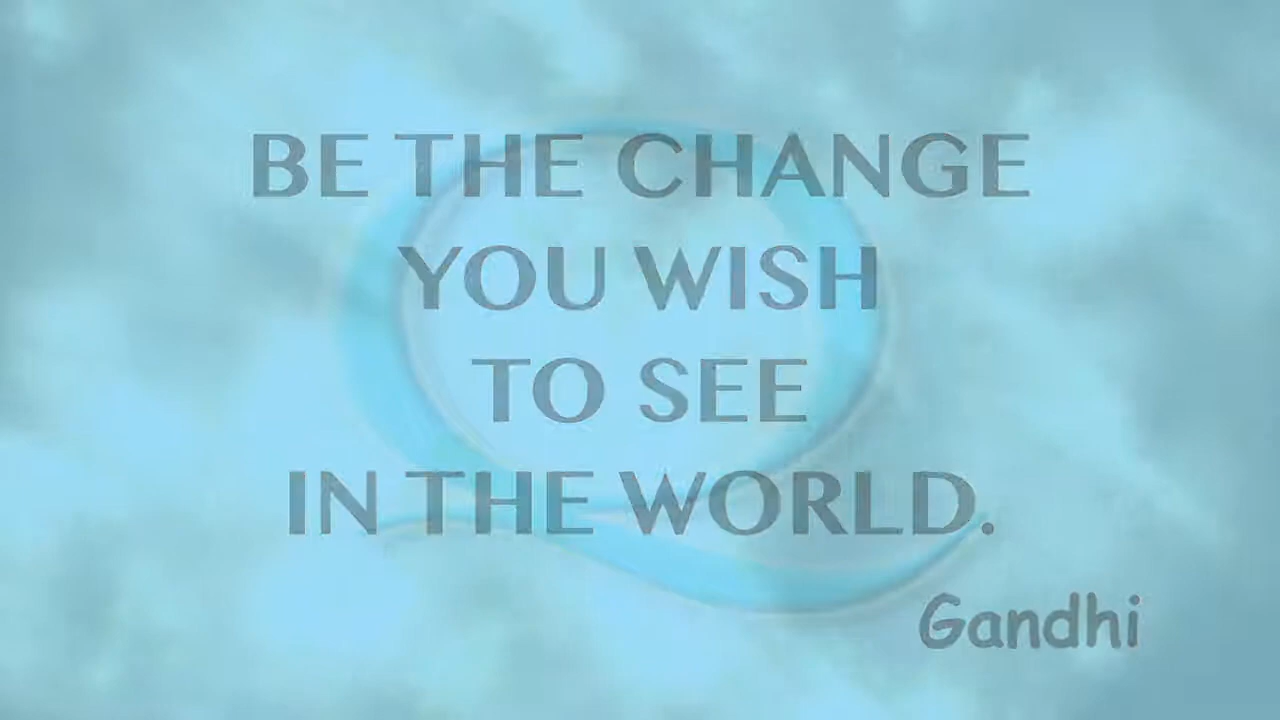 BE THE CHANGE
YOU WISH
TO SEE
IN THE WORLD.
Gandhi